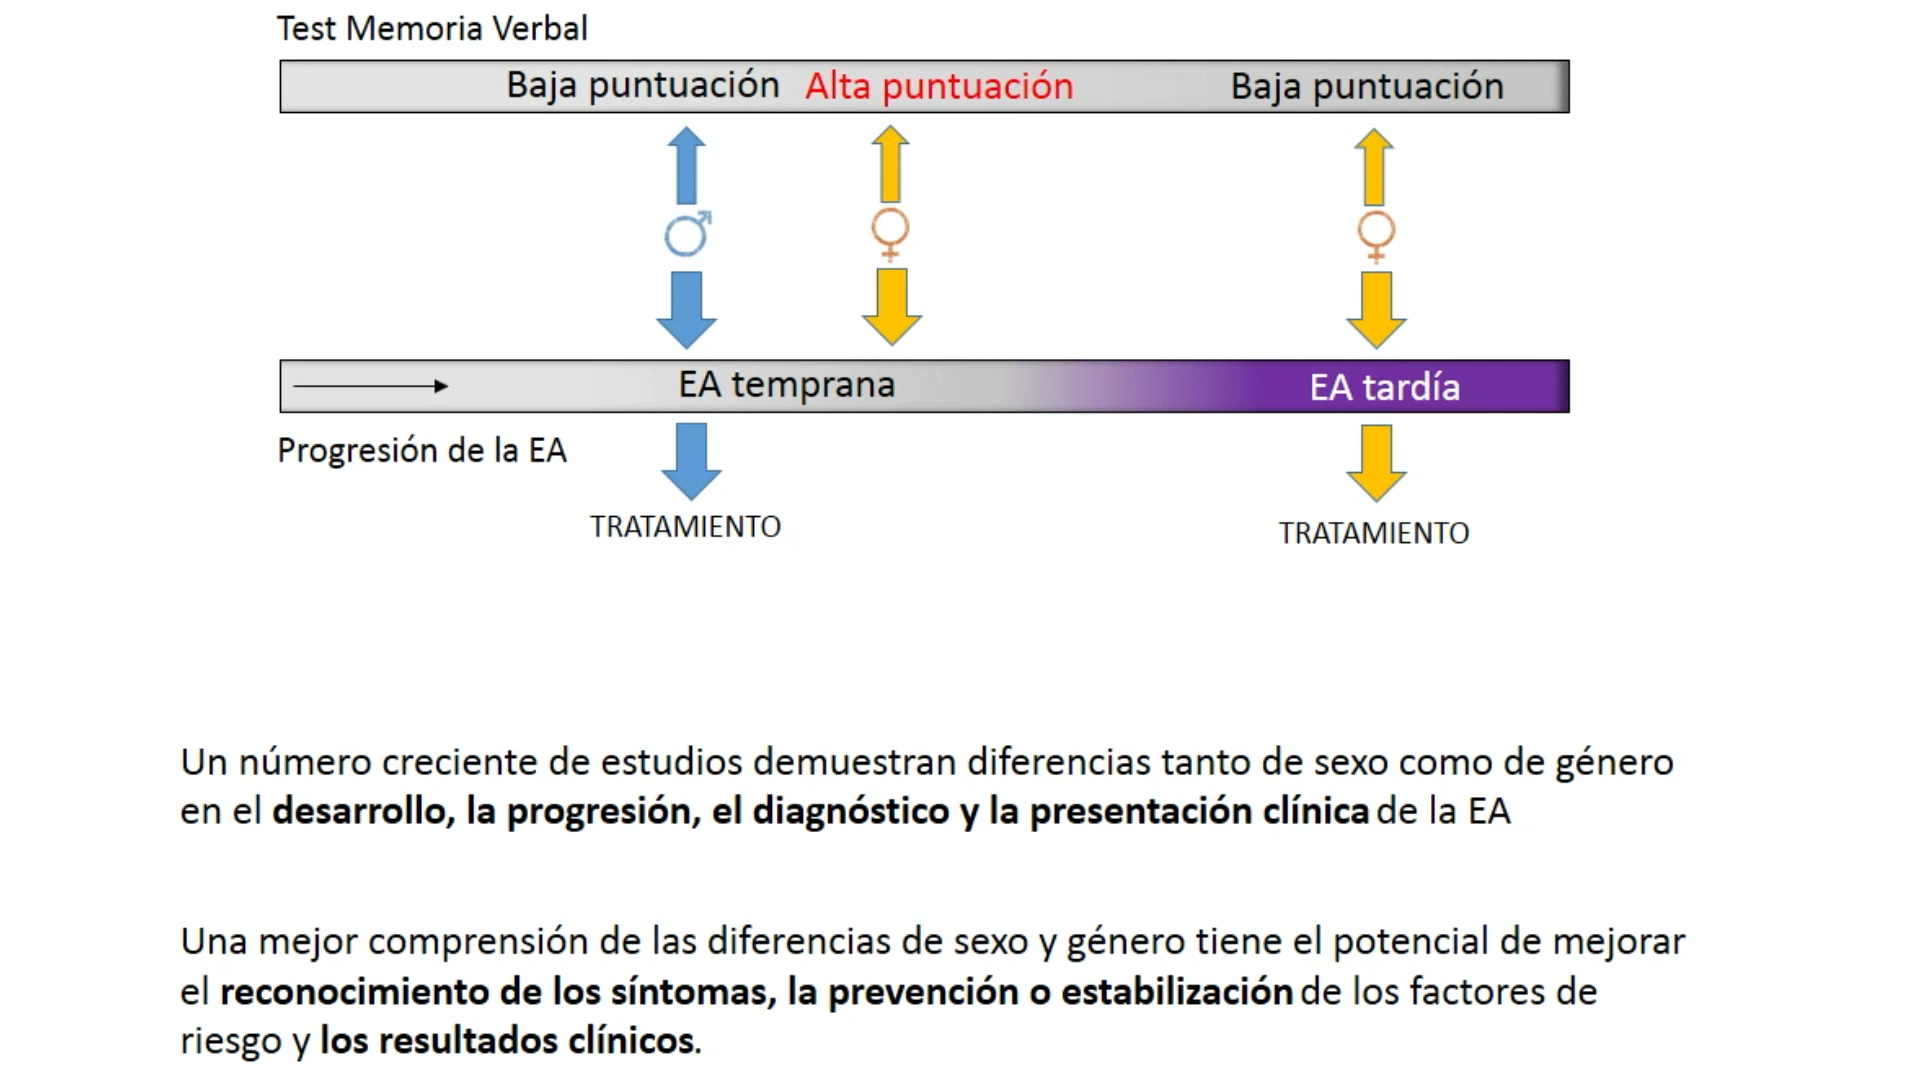 Test Memoria Verbal
Baja puntuación Alta puntuación Baja puntuación
EA temprana EA tardía
Progresión de la EA
TRATAMIENTO TRATAMIENTO
Un número creciente de estudios demuestran diferencias tanto de sexo como de género
en el desarrollo, la progresión, el diagnóstico y la presentación clínica de la EA
Una mejor comprensión de las diferencias de sexo y género tiene el potencial de mejorar
el reconocimiento de los síntomas, la prevención o estabilización de los factores de
riesgo y los resultados clínicos.